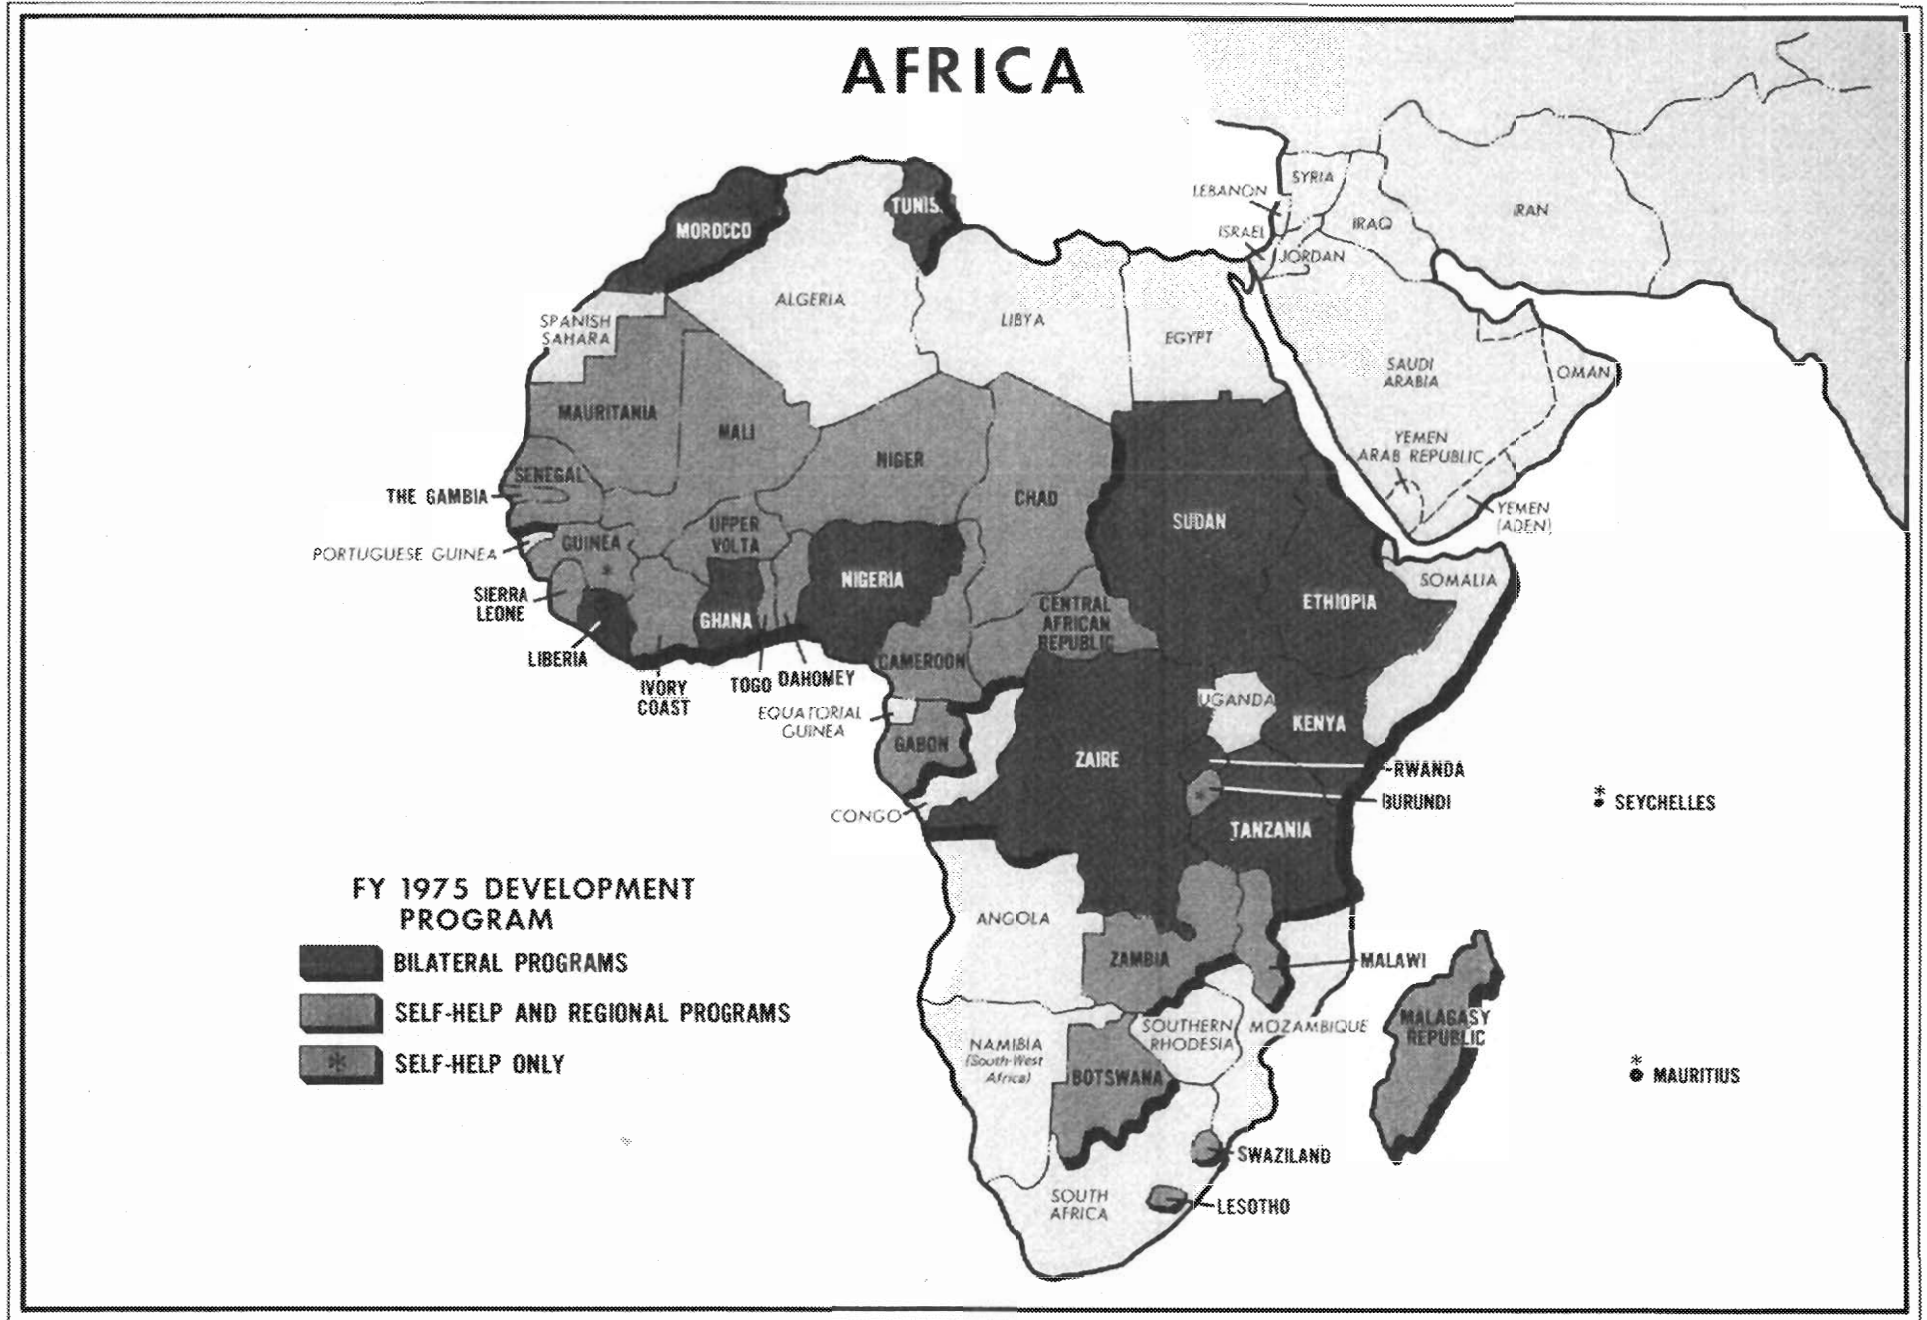 AFRICA
SYRIA
LEBANON
IRAN
ISRAEL
IRAQ
JORDAN
MOROCCO
TUNIS.
ALGERIA
LIBYA
EGYPT
SPANISH
SAHARA
SAUDI
ARABIA
OMAN
MAURITANIA
MALI
NIGER
CHAD
SUDAN
YEMEN
ARAB REPUBLIC
YEMEN
(ADEN)
SENEGAL
THE GAMBIA
UPPER
VOLTA
GUINEA
*
PORTUGUESE GUINEA
NIGERIA
SOMALIA
ETHIOPIA
SIERRA
LEONE
GHANA
CENTRAL
AFRICAN
REPUBLIC
LIBERIA
IVORY
COAST
TOGO
DAHOMEY
CAMEROON
EQUATORIAL
GUINEA
GABON
UGANDA
KENYA
ZAIRE
RWANDA
*
BURUNDI
*
SEYCHELLES
CONGO
TANZANIA
FY 1975 DEVELOPMENT
PROGRAM
BILATERAL PROGRAMS
SELF-HELP AND REGIONAL PROGRAMS
*
SELF-HELP ONLY
ANGOLA
ZAMBIA
MALAWI
MALAGASY
REPUBLIC
SOUTHERN
RHODESIA
MOZAMBIQUE
NAMIBIA
(South-West
Africa)
BOTSWANA
*
MAURITIUS
SWAZILAND
SOUTH
AFRICA
LESOTHO